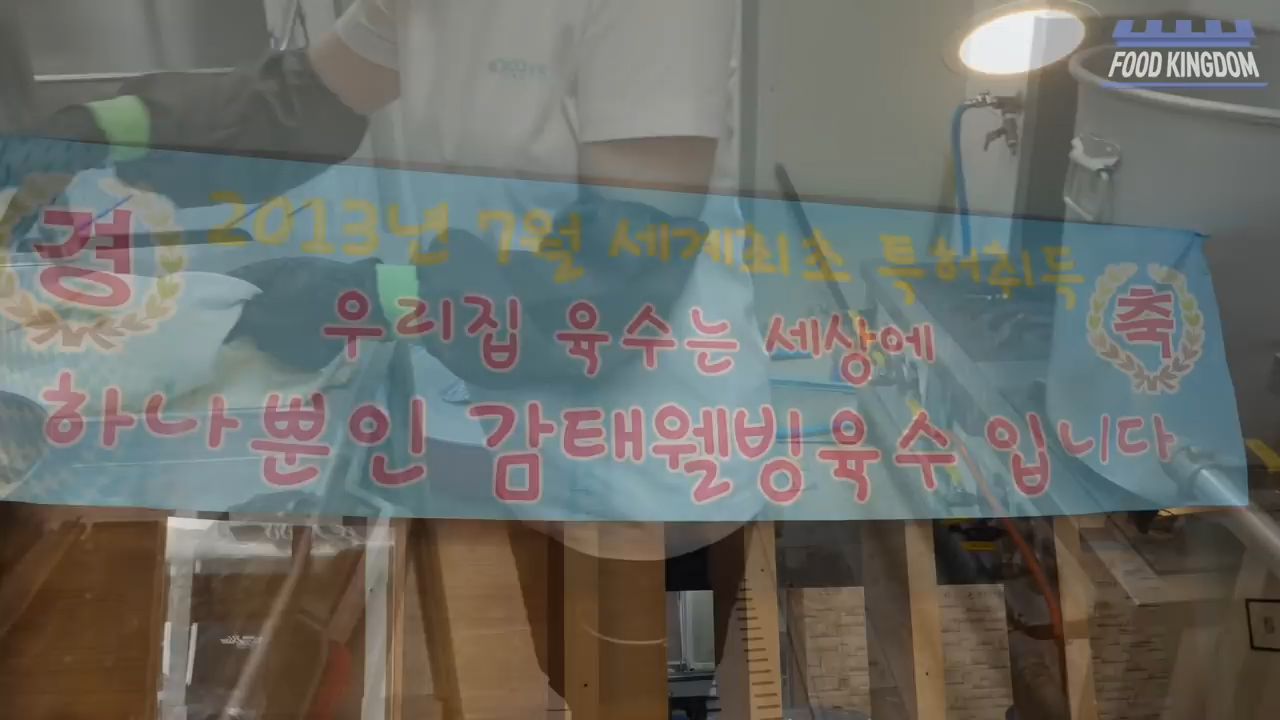 FOOD KINGDOM
2013년 7월 세계최초 특허취득
경 축
우리집 육수는 세상에
하나뿐인 감태웰빙육수 입니다